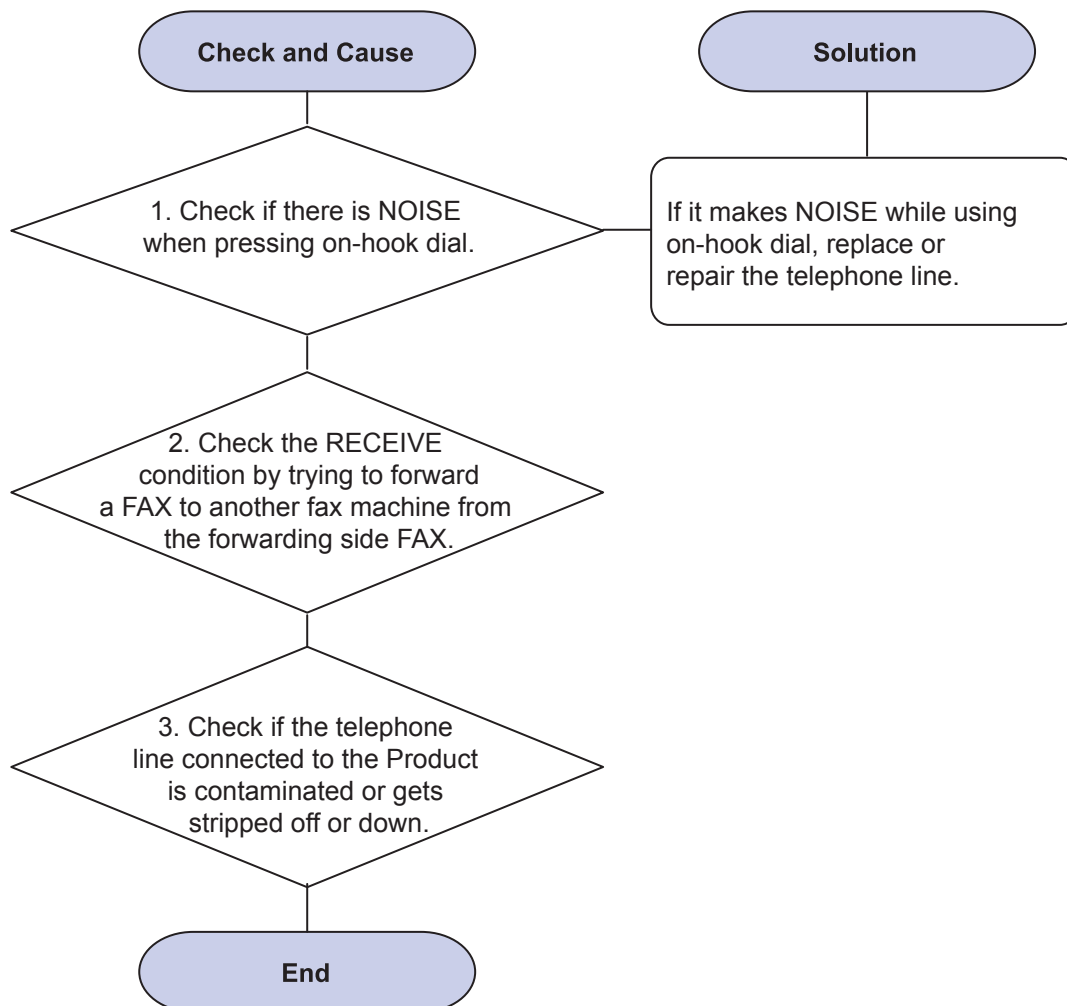 Check and Cause
Solution
1. Check if there is NOISE
when pressing on-hook dial.
If it makes NOISE while using
on-hook dial, replace or
repair the telephone line.
2. Check the RECEIVE
condition by trying to forward
a FAX to another fax machine from
the forwarding side FAX.
3. Check if the telephone
line connected to the Product
is contaminated or gets
stripped off or down.
End